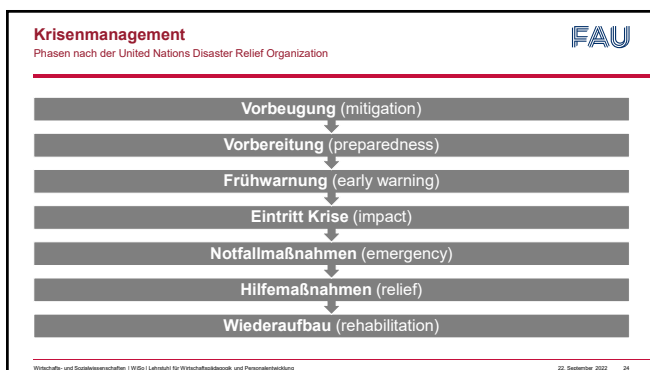 Krisenmanagement
Phasen nach der United Nations Disaster Relief Organization
FAU
Vorbeugung (mitigation)
Vorbereitung (preparedness)
Frühwarnung (early warning)
Eintritt Krise (impact)
Notfallmaßnahmen (emergency)
Hilfemaßnahmen (relief)
Wiederaufbau (rehabilitation)
Wirtschafts- und Sozialwissenschaften | WiSo | Lehrstuhl für Wirtschaftspädagogik und Personalentwicklung 22. September 2022 24